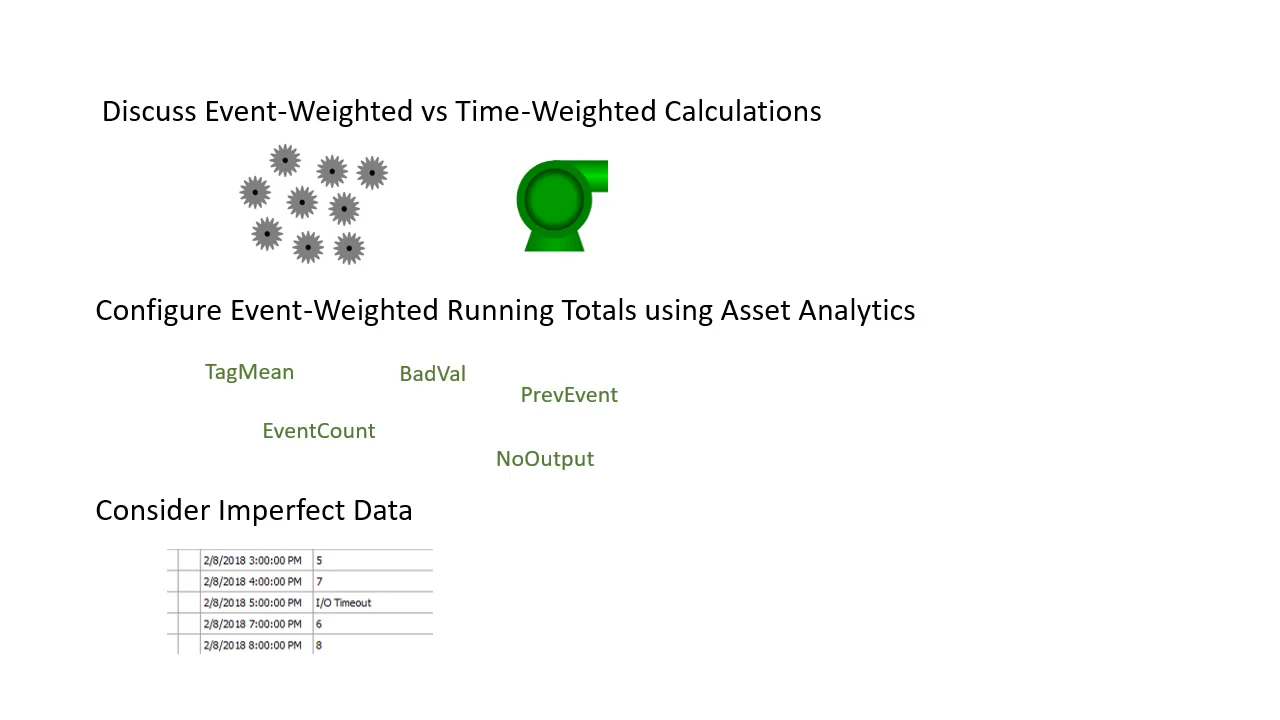 Discuss Event-Weighted vs Time-Weighted Calculations
Configure Event-Weighted Running Totals using Asset Analytics
TagMean
BadVal
PrevEvent
EventCount
NoOutput
Consider Imperfect Data
2/8/2018 3:00:00 PM 5
2/8/2018 4:00:00 PM 7
2/8/2018 5:00:00 PM I/O Timeout
2/8/2018 7:00:00 PM 6
2/8/2018 8:00:00 PM 8